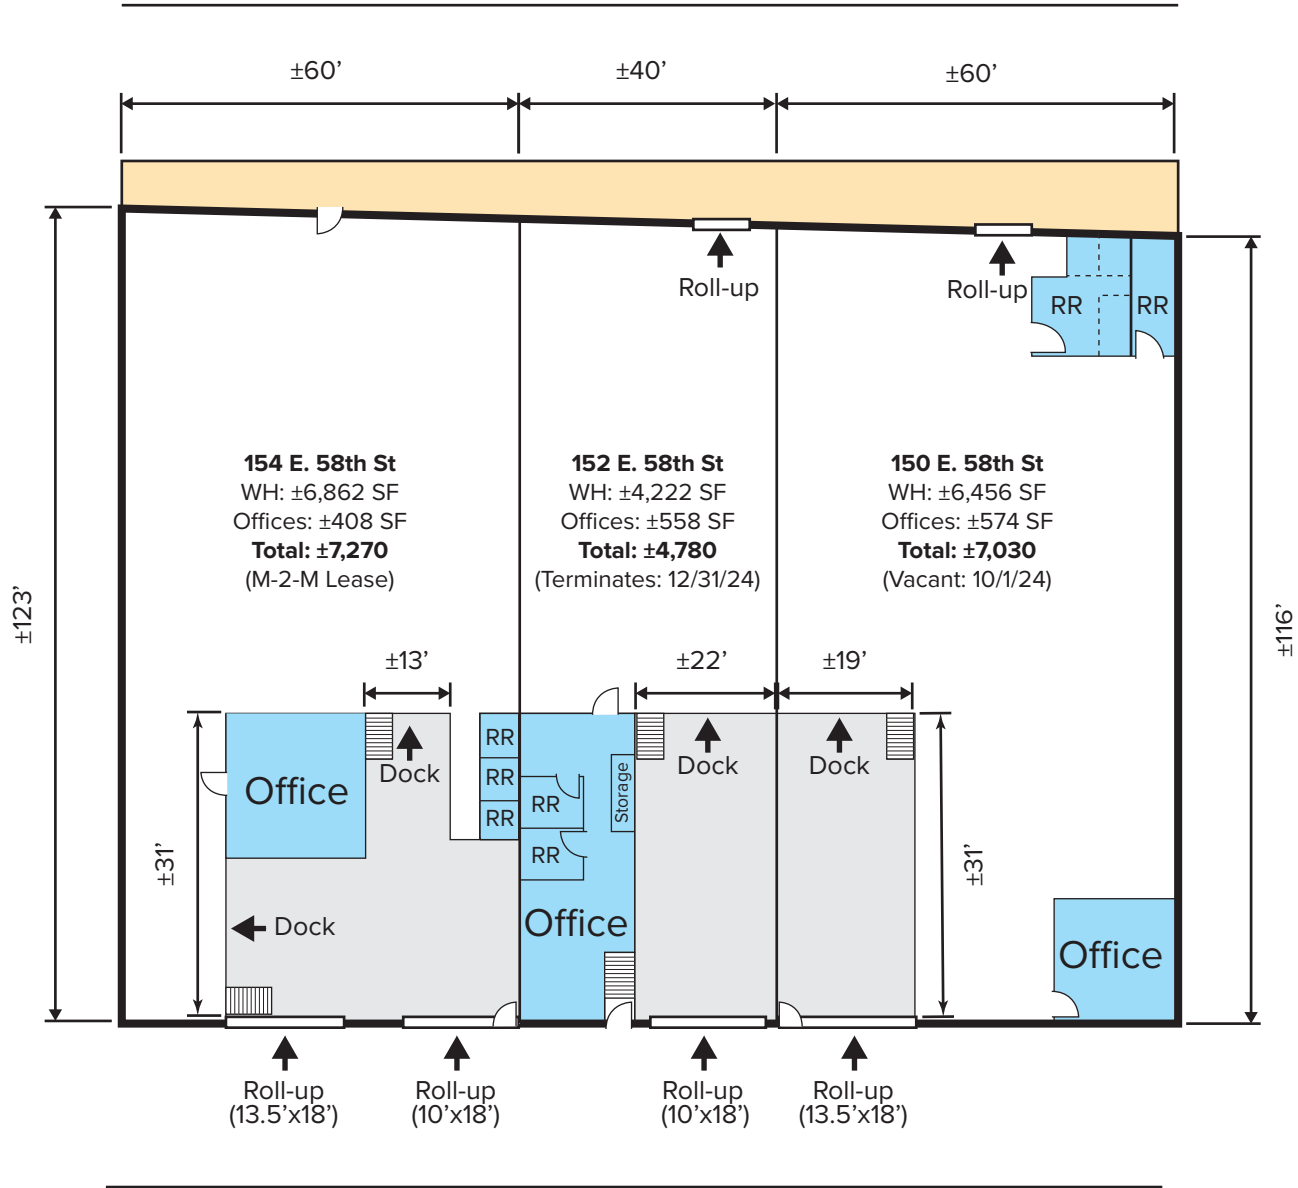 ±60’
±40’
±60’
Roll-up
Roll-up
RR
RR
154 E. 58th St
WH: ±6,862 SF
Offices: ±408 SF
Total: ±7,270
(M-2-M Lease)
152 E. 58th St
WH: ±4,222 SF
Offices: ±558 SF
Total: ±4,780
(Terminates: 12/31/24)
150 E. 58th St
WH: ±6,456 SF
Offices: ±574 SF
Total: ±7,030
(Vacant: 10/1/24)
±123’
±116’
±13’
±22’
±19’
RR
Dock
Dock
Dock
Office
RR
Storage
RR
RR
±31’
RR
±31’
Dock
Office
Office
Roll-up
(13.5’x18’)
Roll-up
(10’x18’)
Roll-up
(10’x18’)
Roll-up
(13.5’x18’)